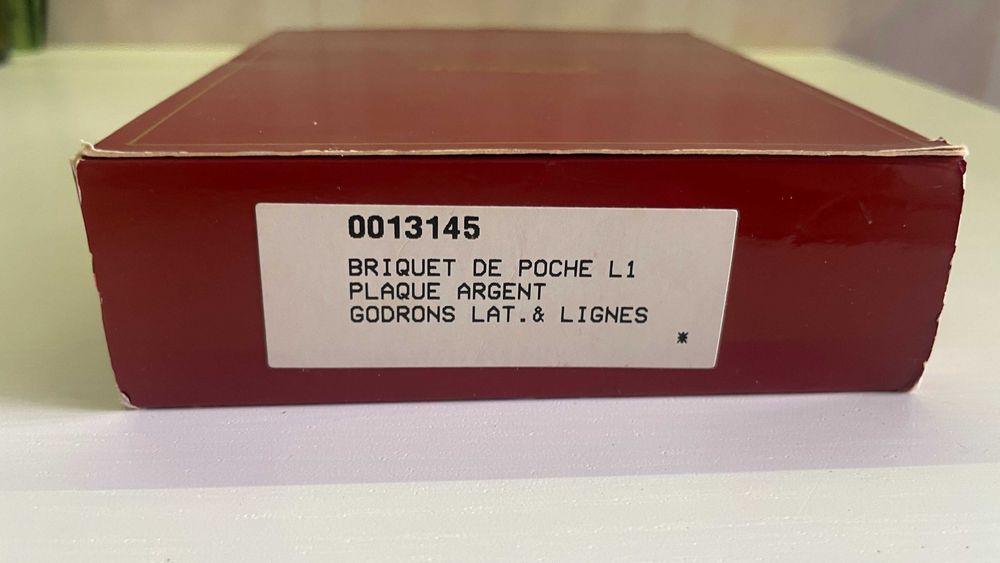 0013145
BRIQUET DE POCHE L1
PLAQUE ARGENT
GODRONS LAT.& LIGNES
*